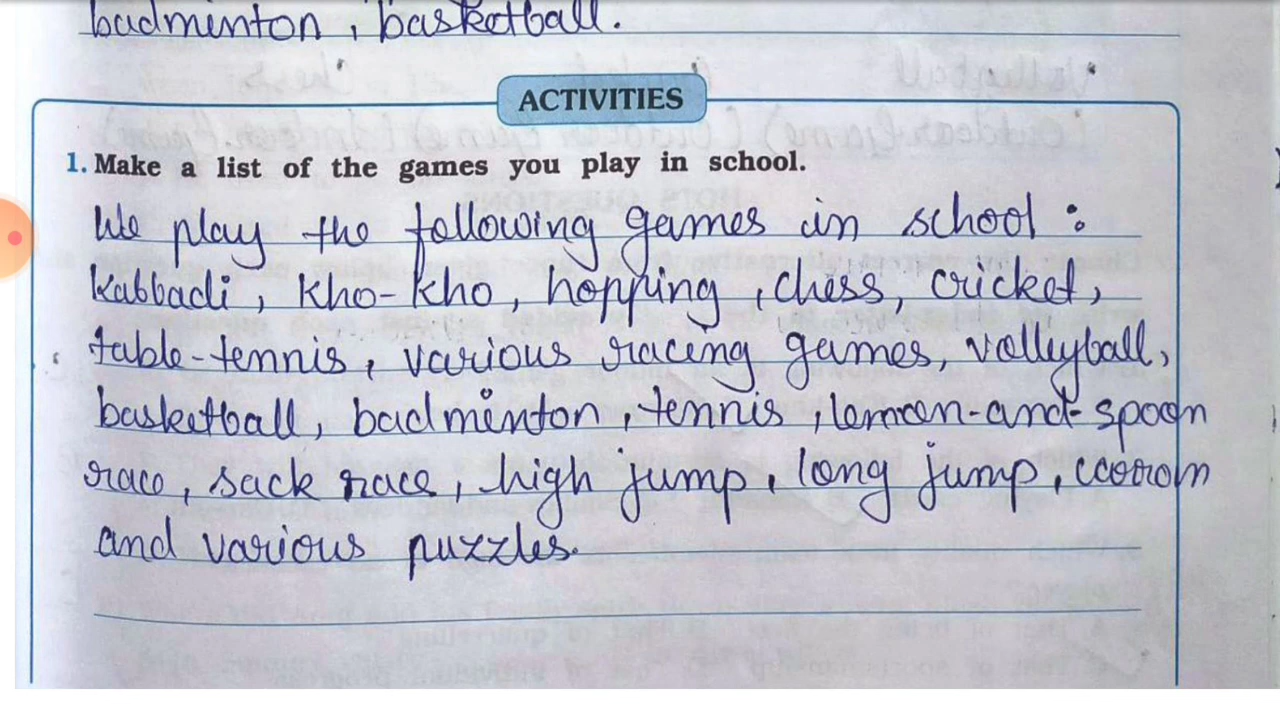 badminton, basketball.
ACTIVITIES
1. Make a list of the games you play in school.
We play the following games in school :
kabbadi, kho-kho, hopping, chess, cricket,
table-tennis, various racing games, volleyball,
basketball, badminton, tennis, lemon-and-spoon
race, sack race, high jump, long jump,
and various puzzles.